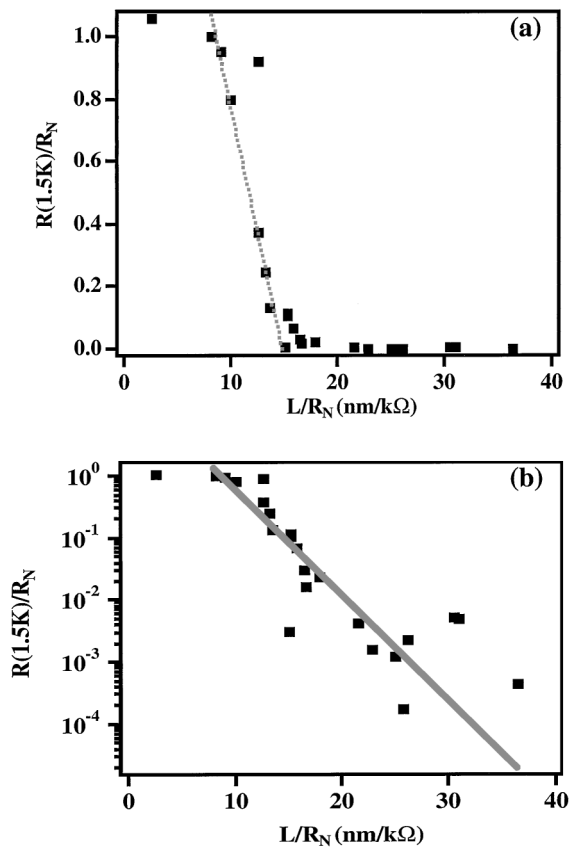 (a)
1.0
0.8
0.6
0.4
0.2
0.0
R(1.5K)/R_N
0 10 20 30 40
L/R_N (nm/kΩ)
(b)
10^0
10^-1
10^-2
10^-3
10^-4
R(1.5K)/R_N
0 10 20 30 40
L/R_N (nm/kΩ)